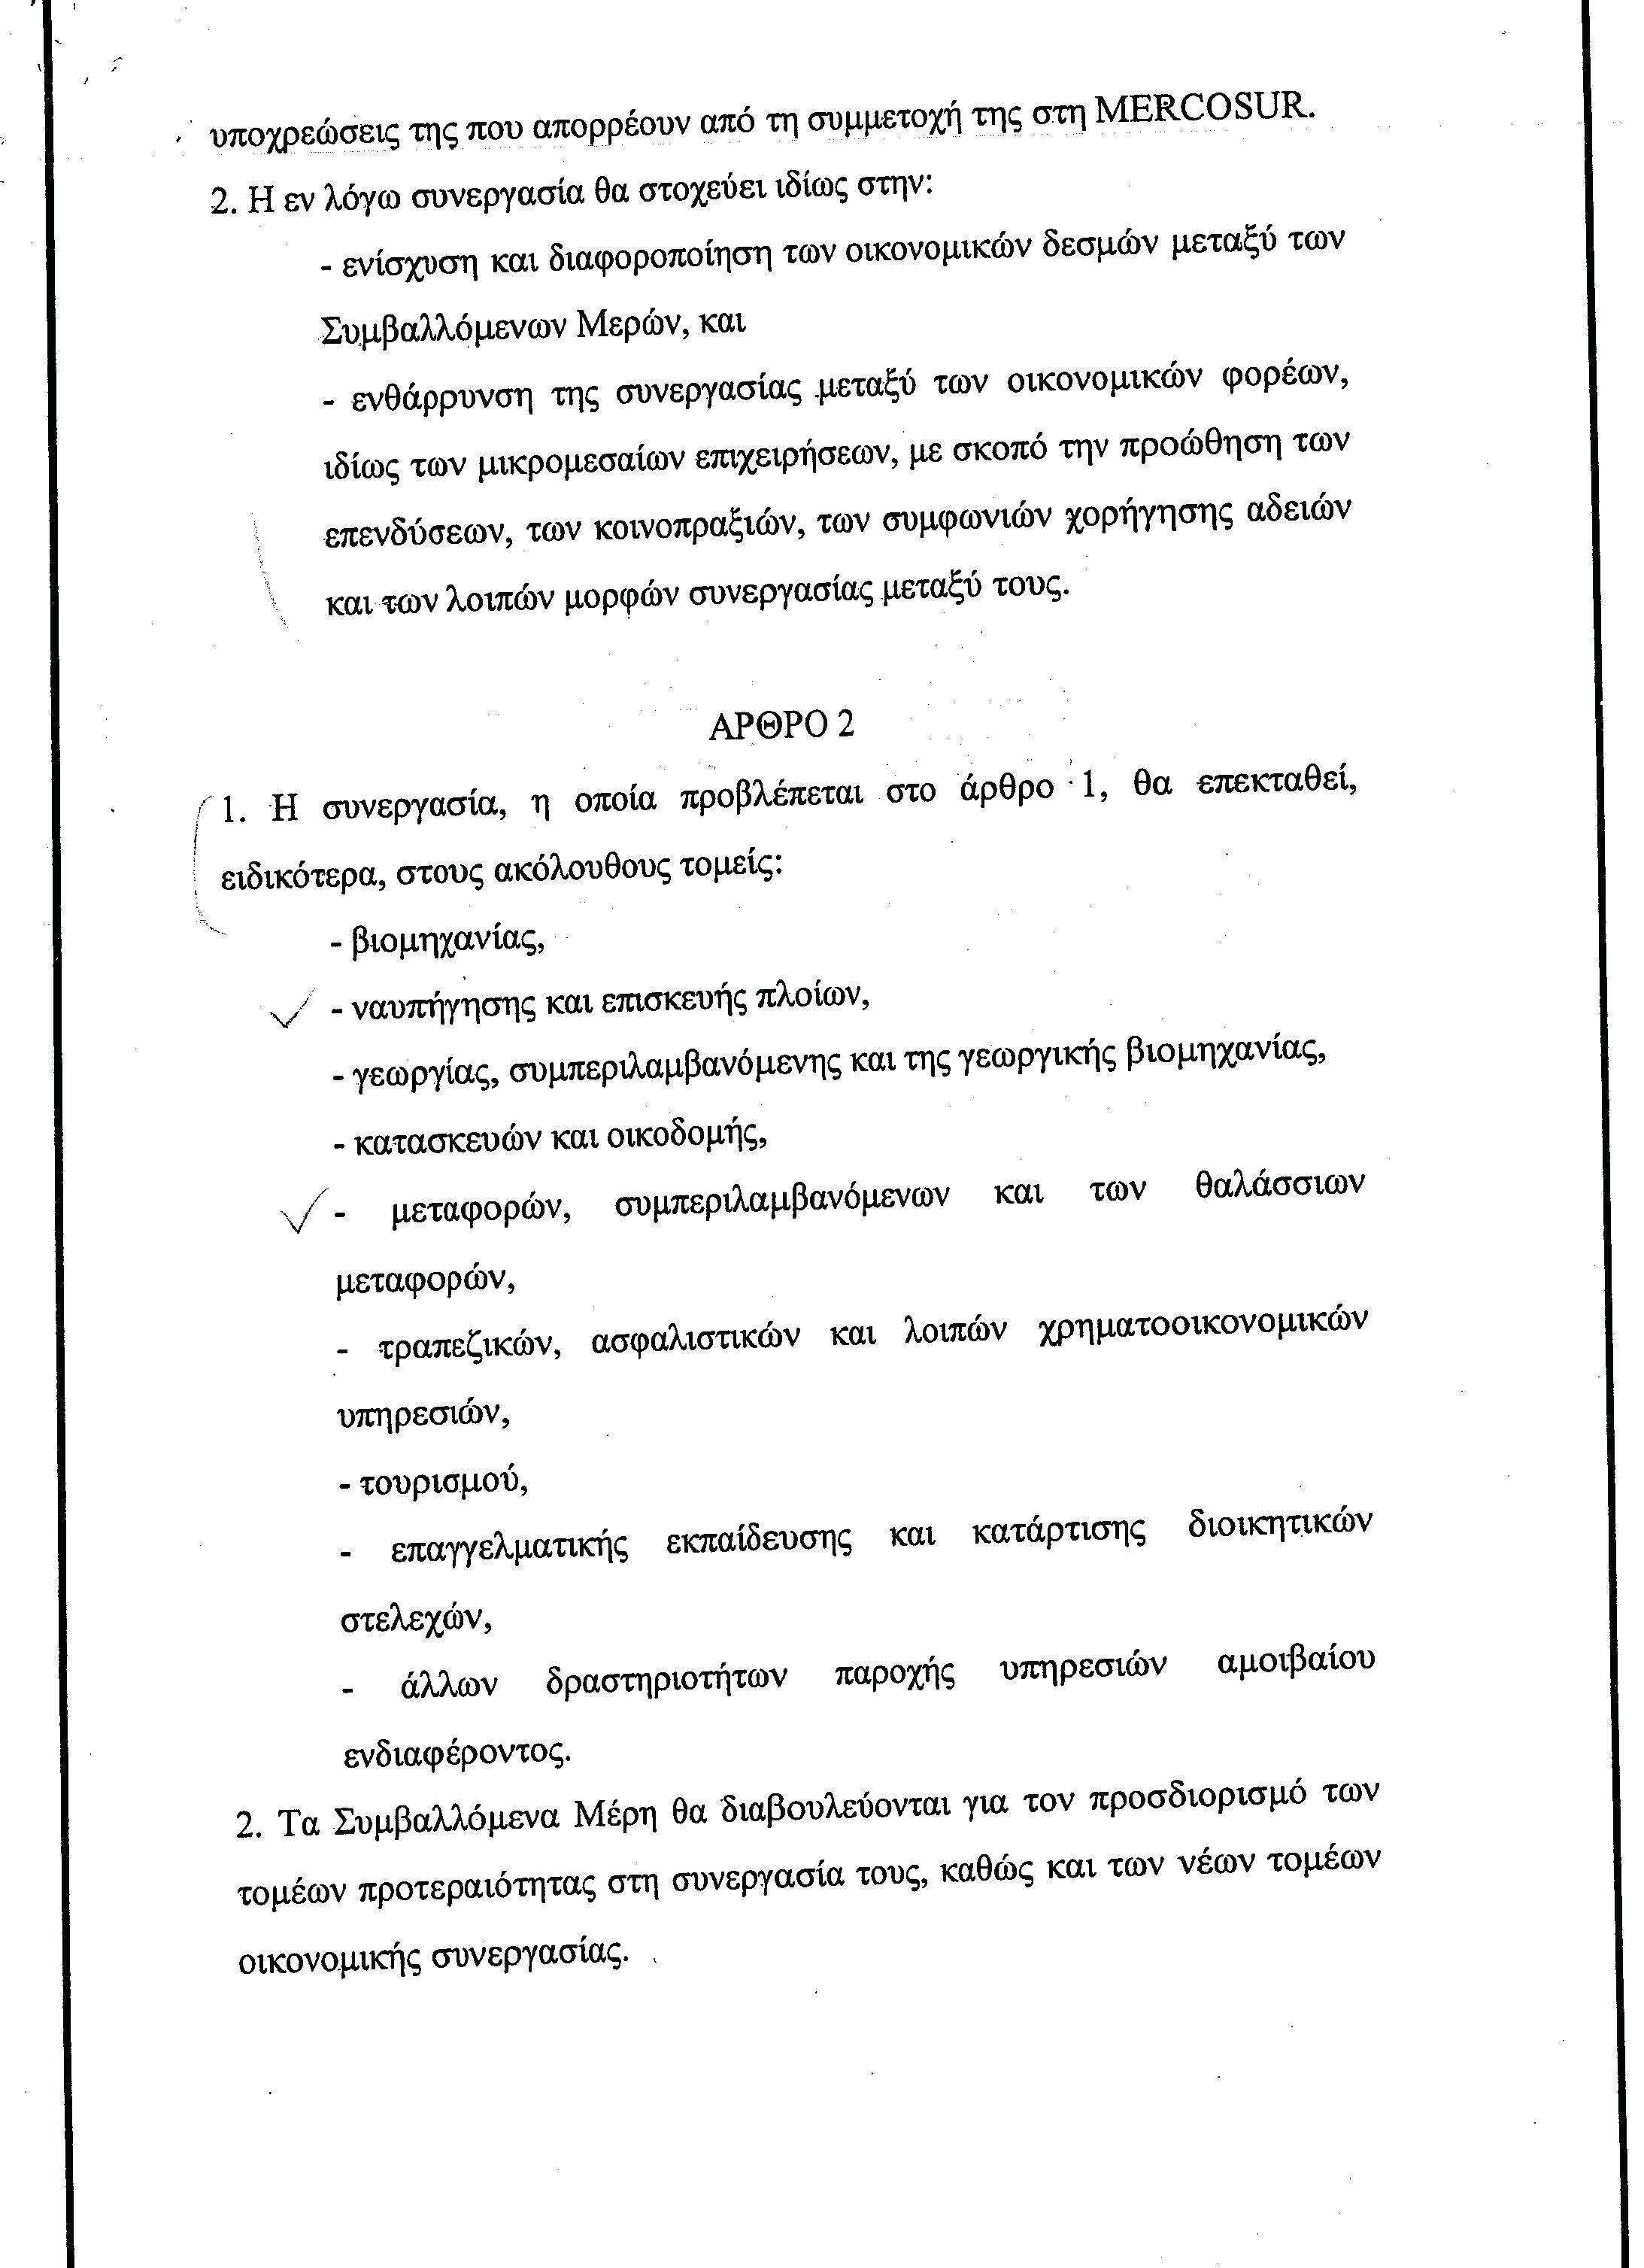 υποχρεώσεις της που απορρέουν από τη συμμετοχή της στη MERCOSUR.
2. Η εν λόγω συνεργασία θα στοχεύει ιδίως στην:
- ενίσχυση και διαφοροποίηση των οικονομικών δεσμών μεταξύ των
Συμβαλλόμενων Μερών, και
- ενθάρρυνση της συνεργασίας μεταξύ των οικονομικών φορέων,
ιδίως των μικρομεσαίων επιχειρήσεων, με σκοπό την προώθηση των
επενδύσεων, των κοινοπραξιών, των συμφωνιών χορήγησης αδειών
και των λοιπών μορφών συνεργασίας μεταξύ τους.
ΑΡΘΡΟ 2
1. Η συνεργασία, η οποία προβλέπεται στο άρθρο 1, θα επεκταθεί,
ειδικότερα, στους ακόλουθους τομείς:
- βιομηχανίας,
- ναυπήγησης και επισκευής πλοίων,
- γεωργίας, συμπεριλαμβανόμενης και της γεωργικής βιομηχανίας,
- κατασκευών και οικοδομής,
- μεταφορών, συμπεριλαμβανόμενων και των θαλάσσιων
μεταφορών,
- τραπεζικών, ασφαλιστικών και λοιπών χρηματοοικονομικών
υπηρεσιών,
- τουρισμού,
- επαγγελματικής εκπαίδευσης και κατάρτισης διοικητικών
στελεχών,
- άλλων δραστηριοτήτων παροχής υπηρεσιών αμοιβαίου
ενδιαφέροντος.
2. Τα Συμβαλλόμενα Μέρη θα διαβουλεύονται για τον προσδιορισμό των
τομέων προτεραιότητας στη συνεργασία τους, καθώς και των νέων τομέων
οικονομικής συνεργασίας.